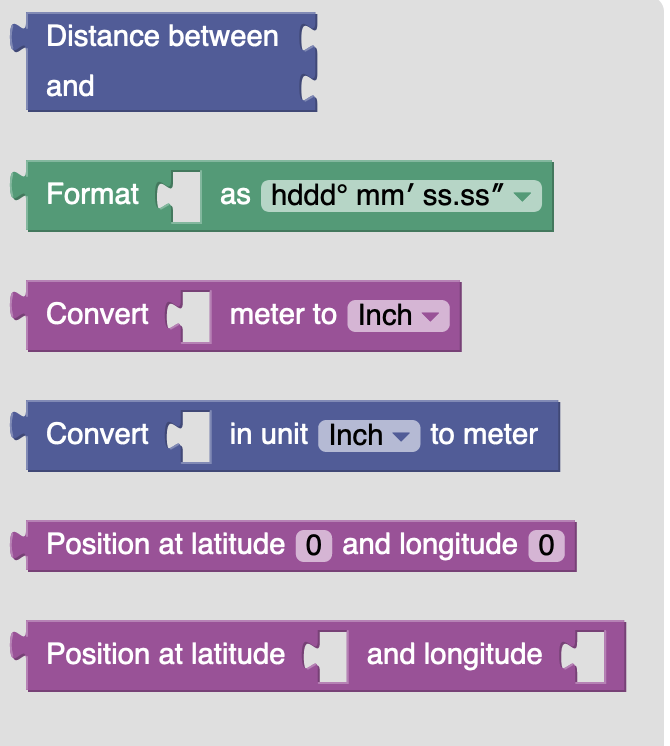 Distance between
and
Format as hddd° mm′ ss.ss″
Convert meter to Inch
Convert in unit Inch to meter
Position at latitude 0 and longitude 0
Position at latitude and longitude